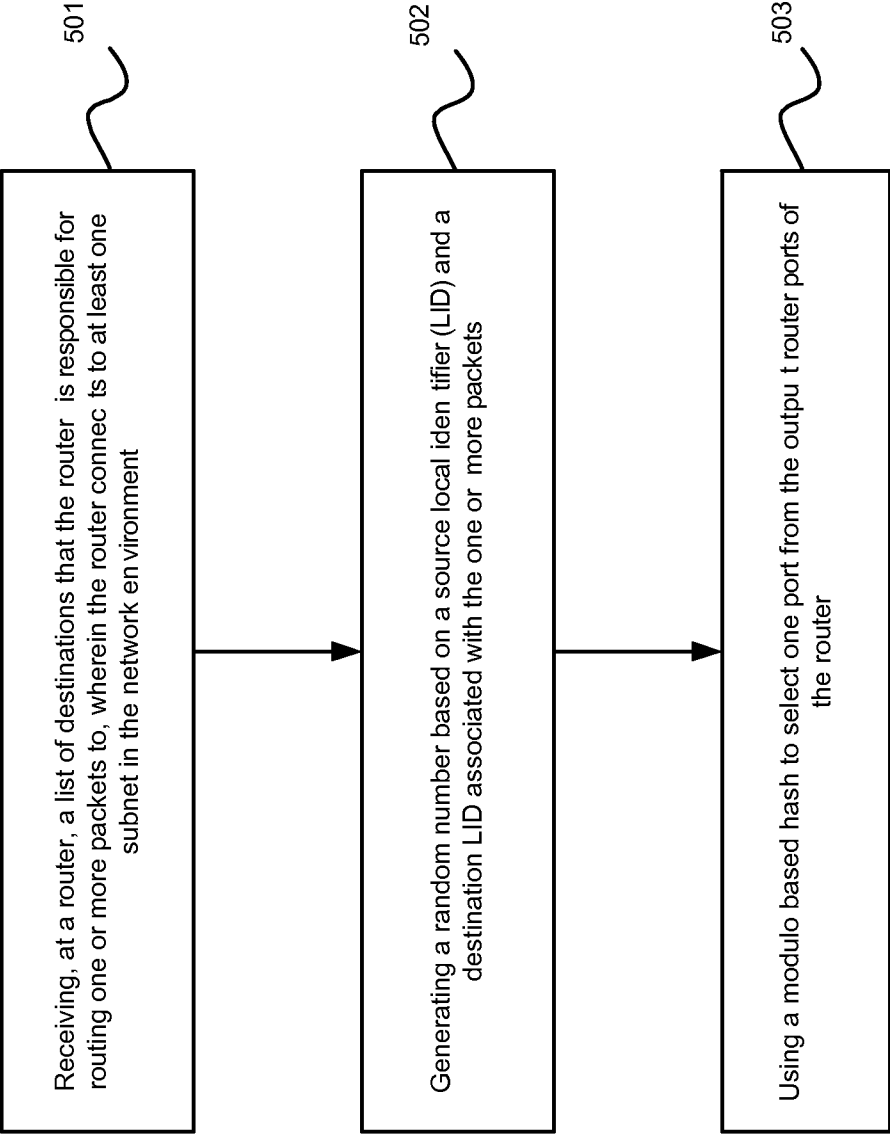 501
Receiving, at a router, a list of destinations that the router is responsible for
routing one or more packets to, wherein the router connec ts to at least one
subnet in the network en vironment
502
Generating a random number based on a source local iden tifier (LID) and a
destination LID associated with the one or more packets
503
Using a modulo based hash to select one port from the outpu t router ports of
the router